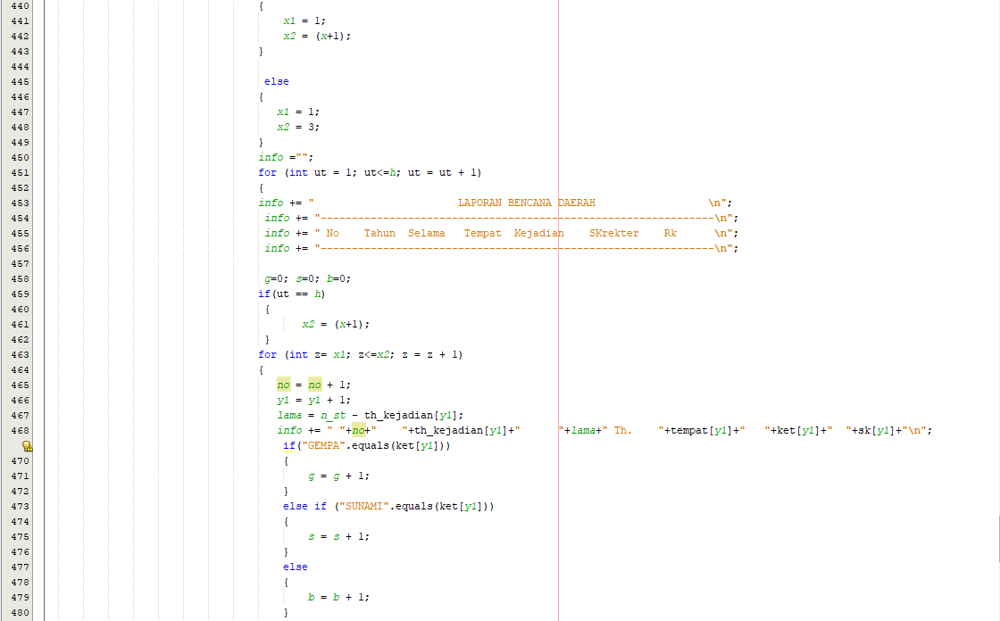 440 {
441 x1 = 1;
442 x2 = (x+1);
443 }
444
445 else
446 {
447 x1 = 1;
448 x2 = 3;
449 }
450 info ="";
451 for (int ut = 1; ut<=h; ut = ut + 1)
452 {
453 info += "                       LAPORAN BENCANA DAERAH                  \n";
454 info += "---------------------------------------------------------------\n";
455 info += " No    Tahun  Selama   Tempat  Kejadian    SKrekter    Rk      \n";
456 info += "---------------------------------------------------------------\n";
457
458 g=0; s=0; b=0;
459 if(ut == h)
460 {
461 x2 = (x+1);
462 }
463 for (int z= x1; z<=x2; z = z + 1)
464 {
465 no = no + 1;
466 y1 = y1 + 1;
467 lama = n_st - th_kejadian[y1];
468 info += " "+no+"    "+th_kejadian[y1]+"      "+lama+" Th.    "+tempat[y1]+"   "+ket[y1]+"  "+sk[y1]+"\n";
if("GEMPA".equals(ket[y1]))
470 {
471 g = g + 1;
472 }
473 else if ("SUNAMI".equals(ket[y1]))
474 {
475 s = s + 1;
476 }
477 else
478 {
479 b = b + 1;
480 }